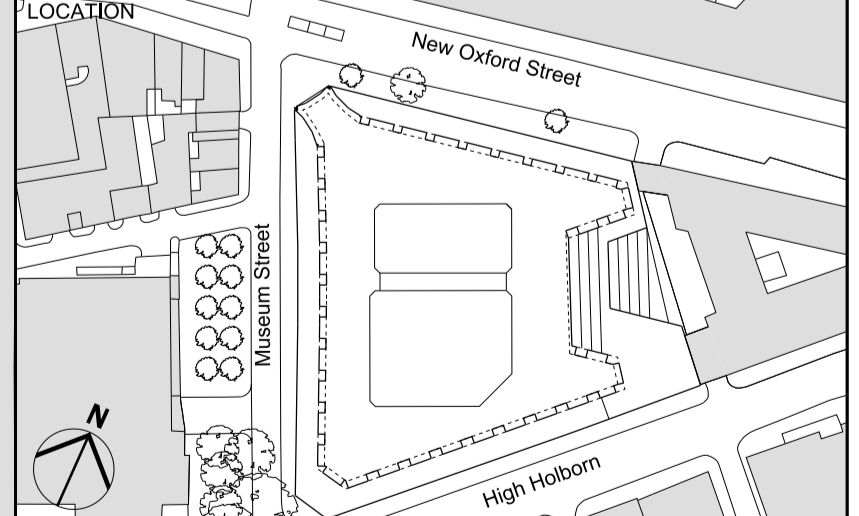 LOCATION
New Oxford Street
Museum Street
N
High Holborn